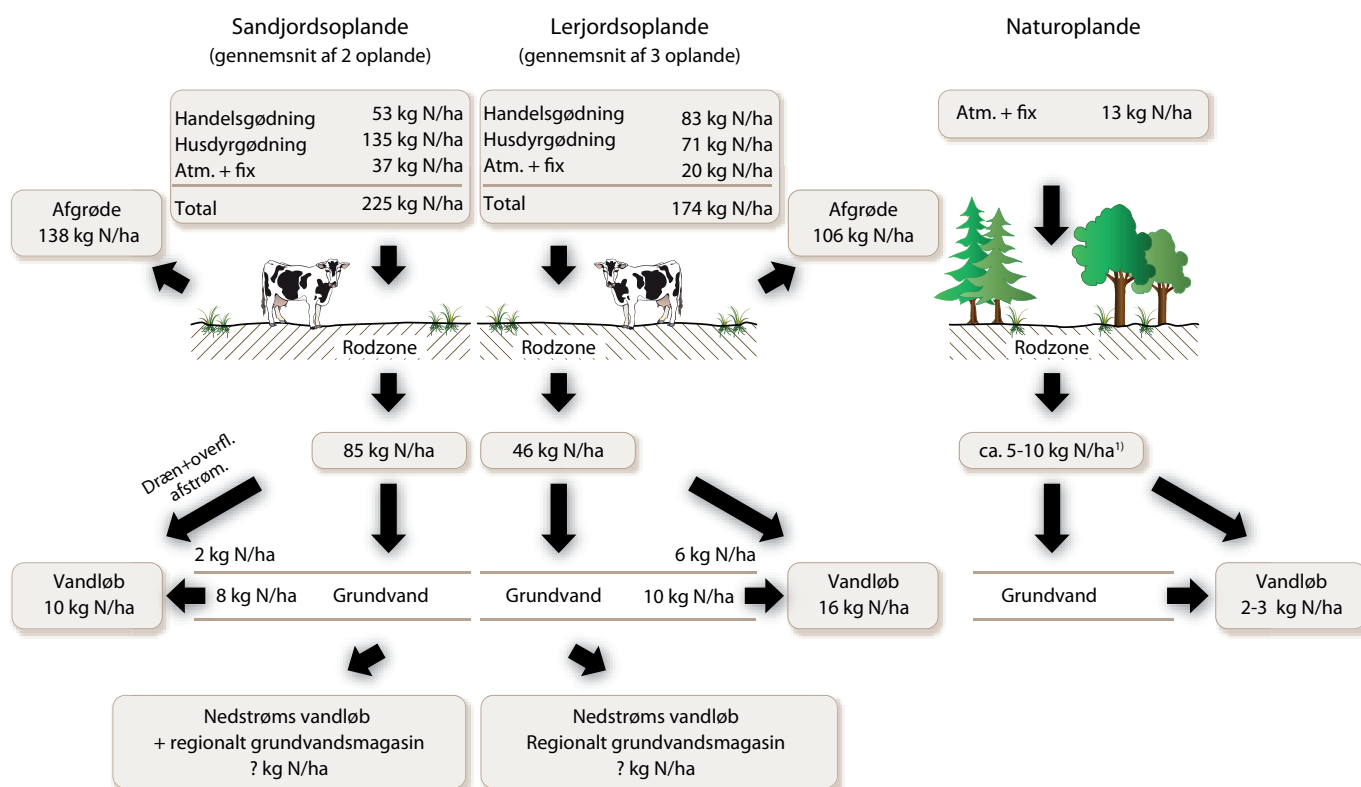 Sandjordsoplande
(gennemsnit af 2 oplande)
Lerjordsoplande
(gennemsnit af 3 oplande)
Naturoplande
Handelsgødning 53 kg N/ha
Husdyrgødning 135 kg N/ha
Atm. + fix 37 kg N/ha
Total 225 kg N/ha
Handelsgødning 83 kg N/ha
Husdyrgødning 71 kg N/ha
Atm. + fix 20 kg N/ha
Total 174 kg N/ha
Atm. + fix 13 kg N/ha
Afgrøde
138 kg N/ha
Afgrøde
106 kg N/ha
Rodzone
Rodzone
Rodzone
85 kg N/ha
46 kg N/ha
ca. 5-10 kg N/ha¹⁾
Dræn+overfl.
afstrøm.
2 kg N/ha
6 kg N/ha
Vandløb
10 kg N/ha
8 kg N/ha
Grundvand
Grundvand
10 kg N/ha
Vandløb
16 kg N/ha
Grundvand
Vandløb
2-3 kg N/ha
Nedstrøms vandløb
+ regionalt grundvandsmagasin
? kg N/ha
Nedstrøms vandløb
Regionalt grundvandsmagasin
? kg N/ha